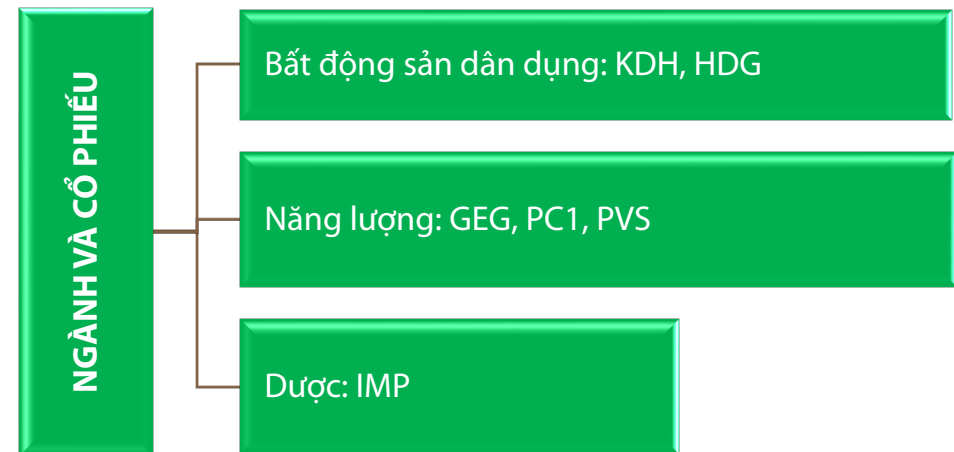 NGÀNH VÀ CỔ PHIẾU
Bất động sản dân dụng: KDH, HDG
Năng lượng: GEG, PC1, PVS
Dược: IMP